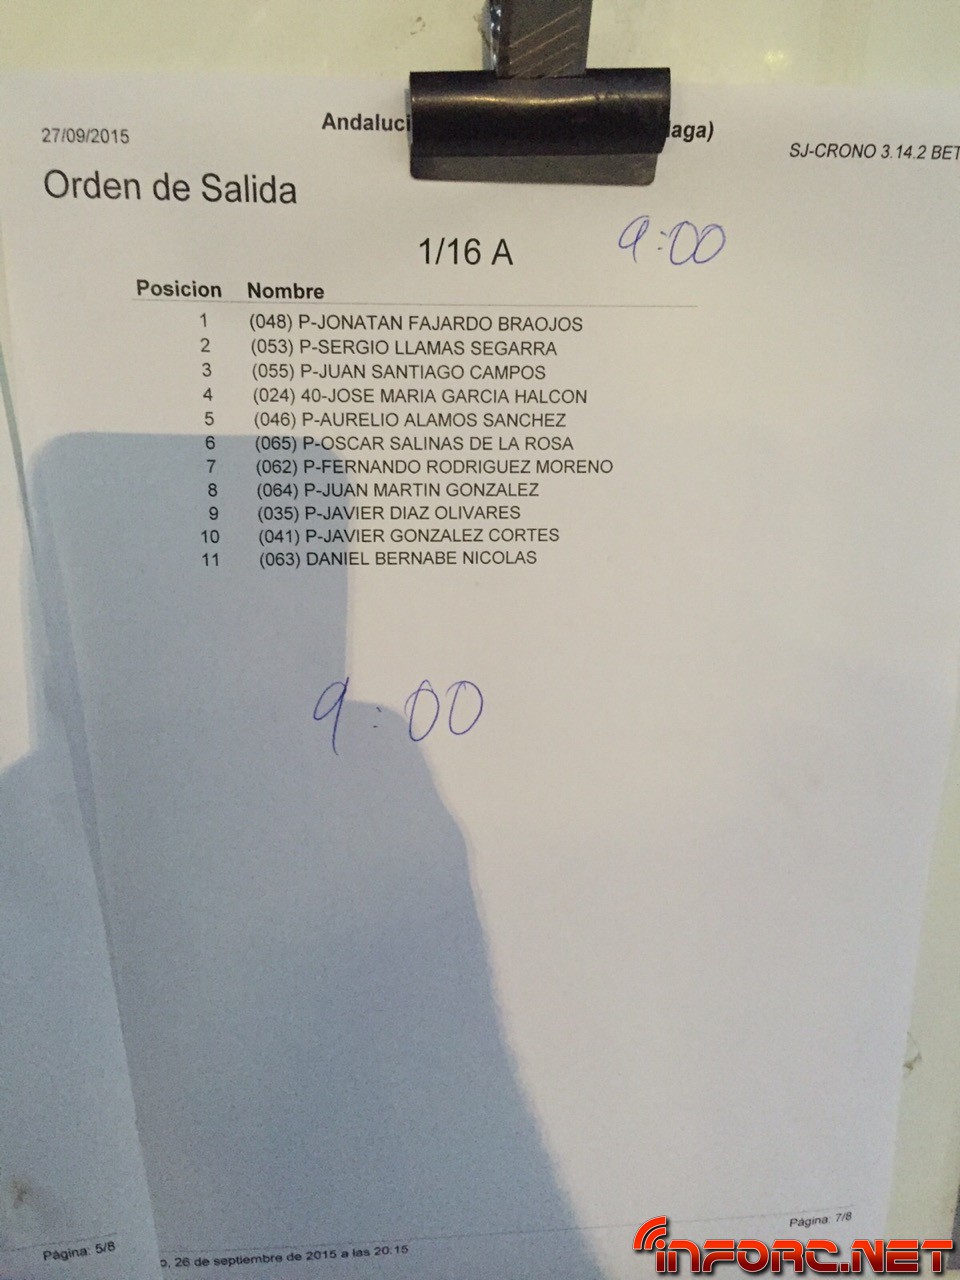 27/09/2015
Andaluci laga)
SJ-CRONO 3.14.2 BET
Orden de Salida
1/16 A
9:00
Posicion Nombre
1 (048) P-JONATAN FAJARDO BRAOJOS
2 (053) P-SERGIO LLAMAS SEGARRA
3 (055) P-JUAN SANTIAGO CAMPOS
4 (024) 40-JOSE MARIA GARCIA HALCON
5 (046) P-AURELIO ALAMOS SANCHEZ
6 (065) P-OSCAR SALINAS DE LA ROSA
7 (062) P-FERNANDO RODRIGUEZ MORENO
8 (064) P-JUAN MARTIN GONZALEZ
9 (035) P-JAVIER DIAZ OLIVARES
10 (041) P-JAVIER GONZALEZ CORTES
11 (063) DANIEL BERNABE NICOLAS
9:00
Página: 7/8
Página: 5/8
o, 26 de septiembre de 2015 a las 20:15
INFORC.NET